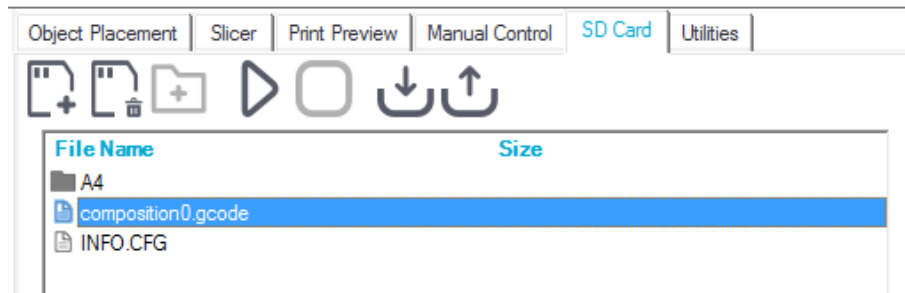 Object Placement Slicer Print Preview Manual Control SD Card Utilities
File Name Size
A4
composition0.gcode
INFO.CFG